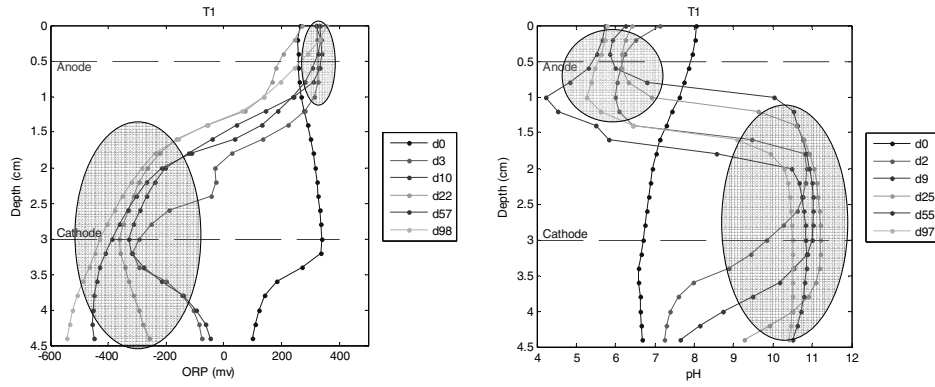 T1
0
0.5
Anode
1
1.5
2
2.5
Cathode
3
3.5
4
4.5
Depth (cm)
-600 -400 -200 0 200 400
ORP (mv)
d0
d3
d10
d22
d57
d98
T1
0
0.5
Anode
1
1.5
2
2.5
Cathode
3
3.5
4
4.5
Depth (cm)
4 5 6 7 8 9 10 11 12
pH
d0
d2
d9
d25
d55
d97